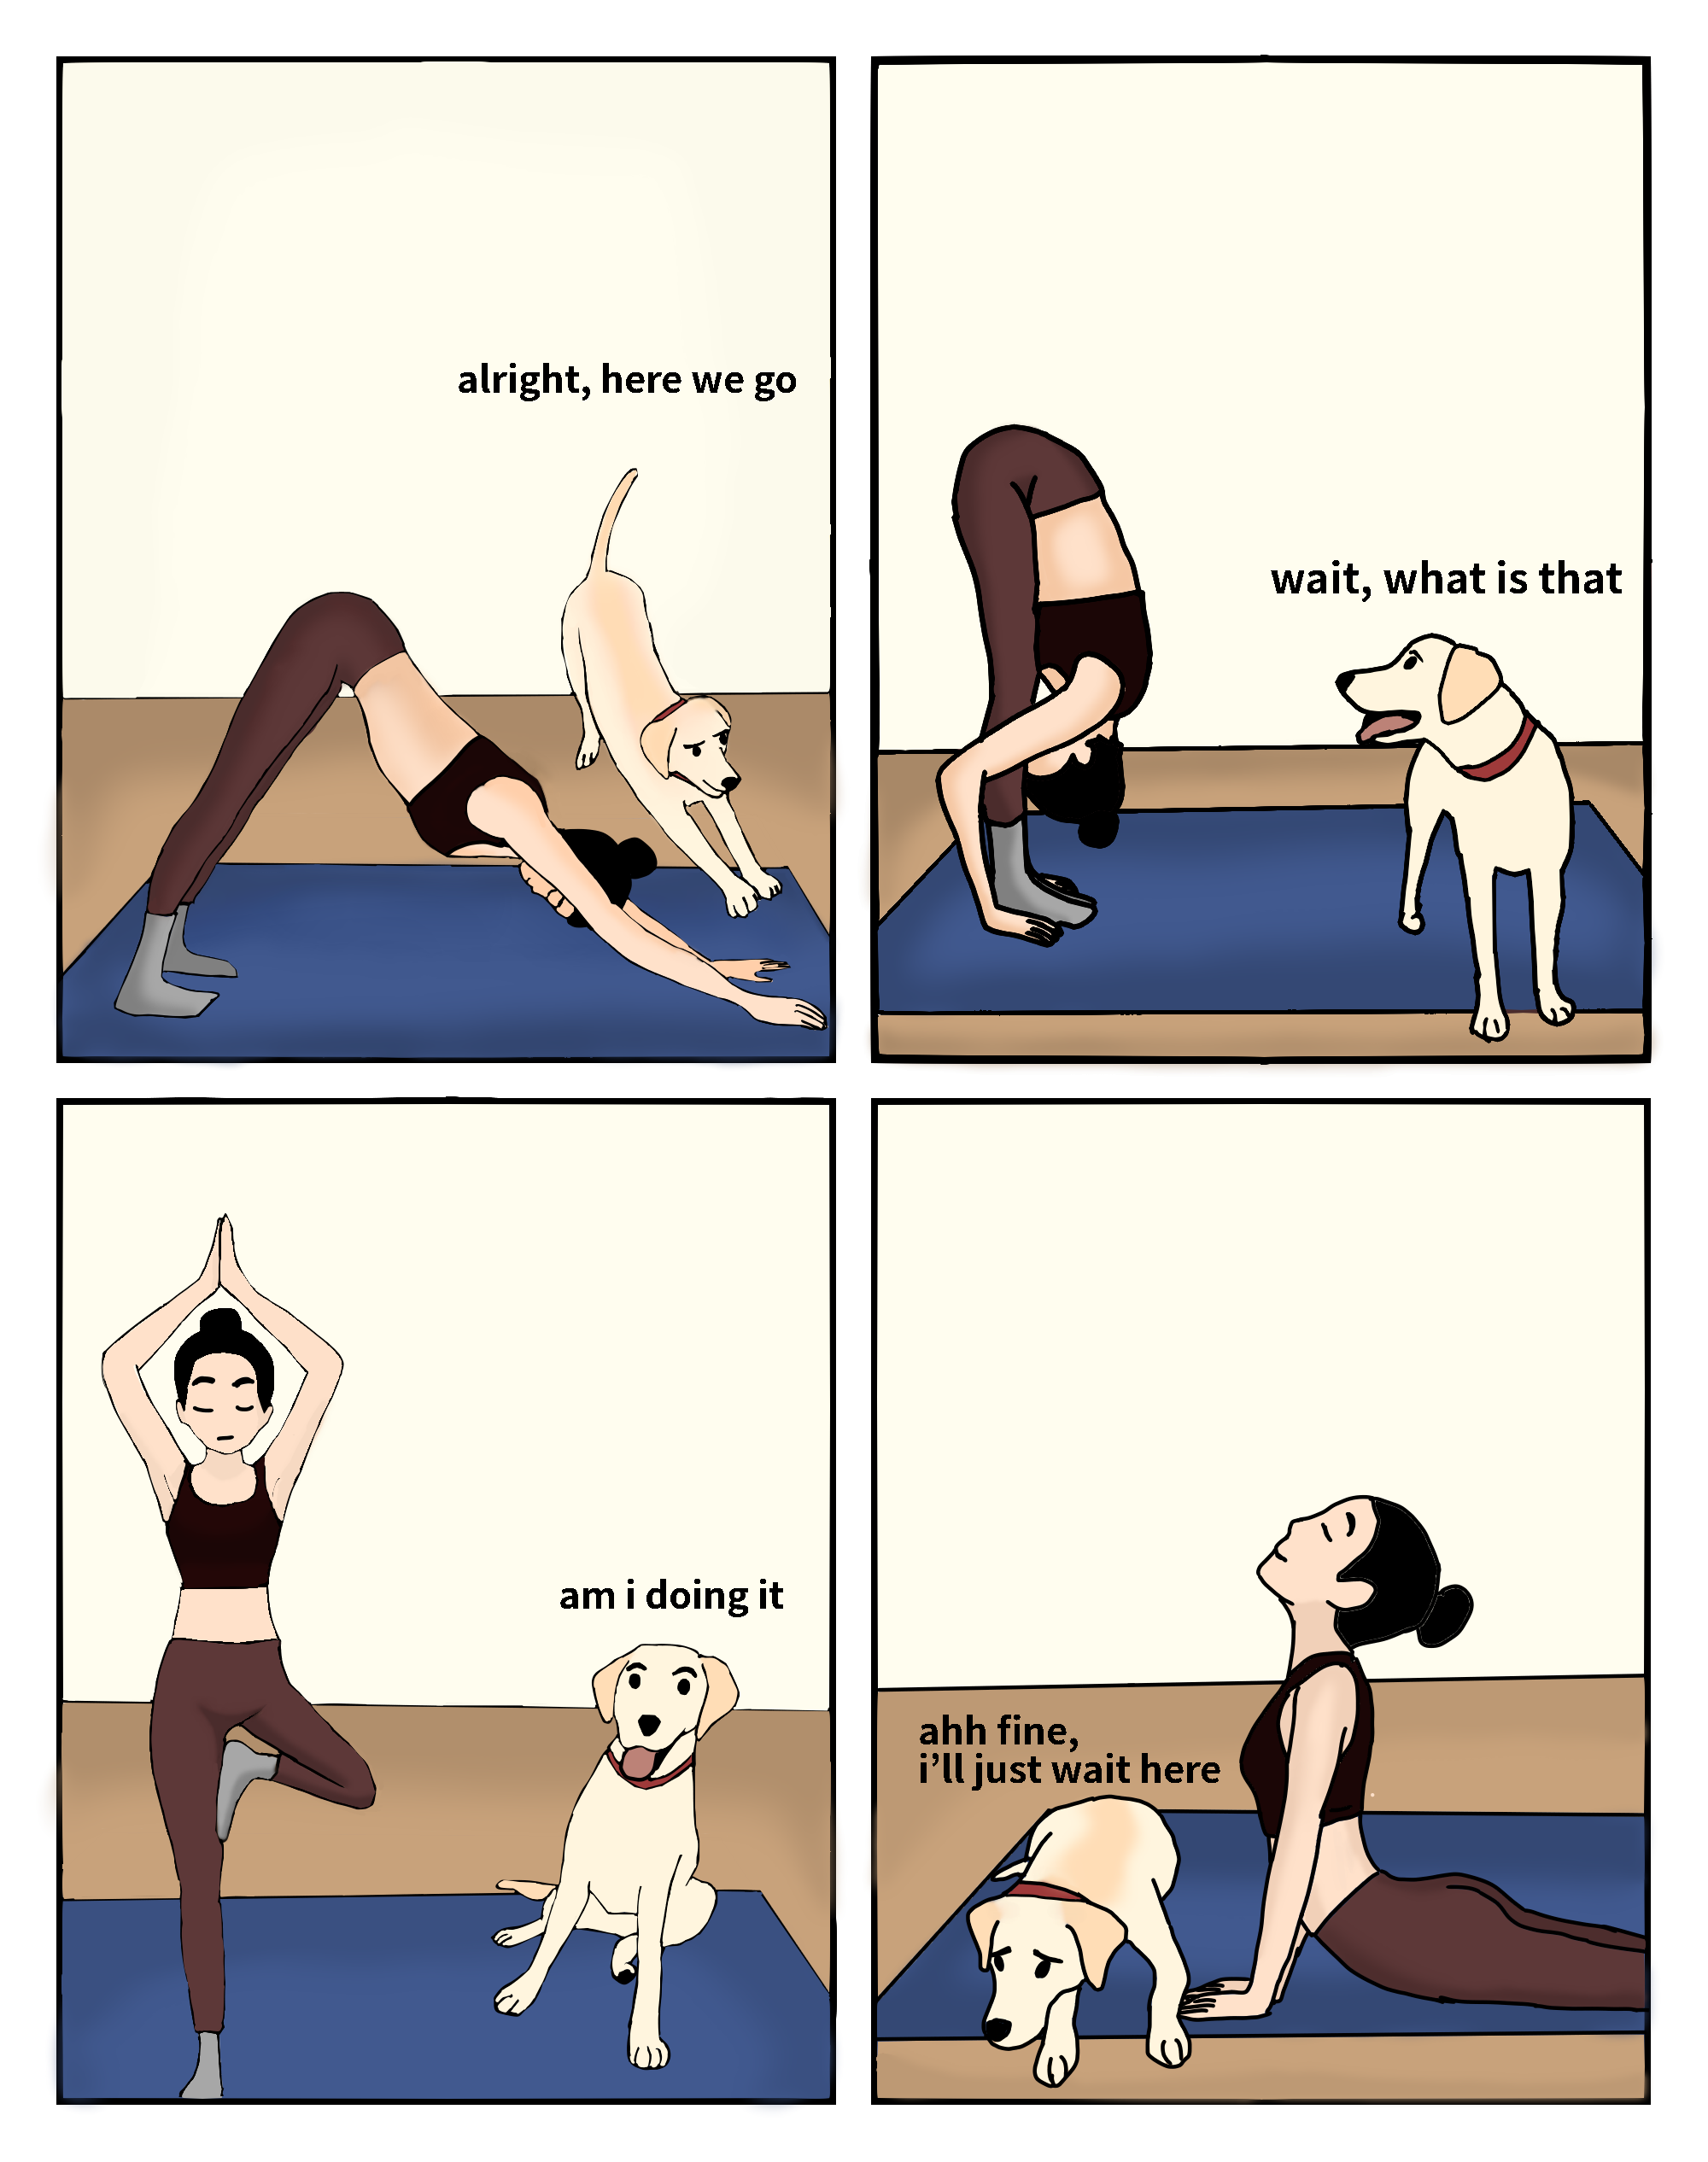 alright, here we go
wait, what is that
am i doing it
ahh fine,
i’ll just wait here